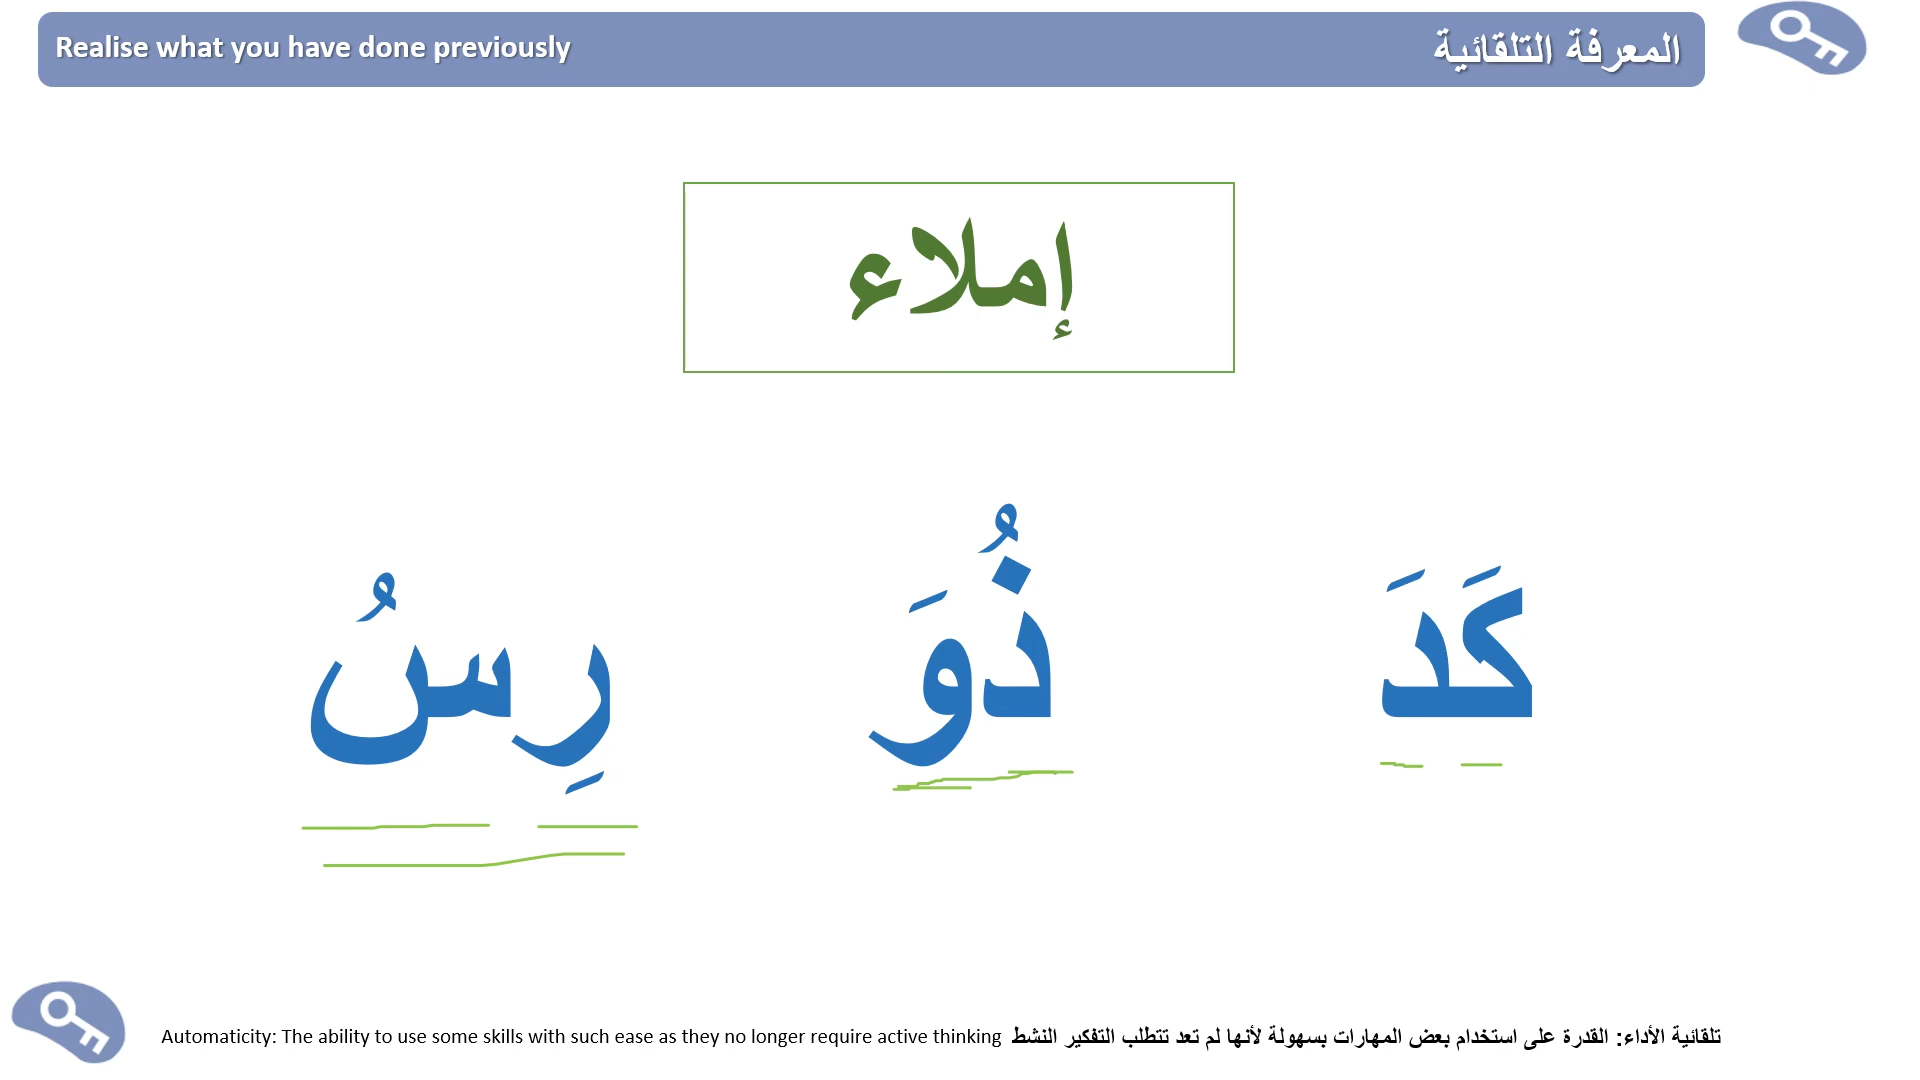 Realise what you have done previously المعرفة التلقائية
إملاء
كَدَ ذُوَ رِسُ
Automaticity: The ability to use some skills with such ease as they no longer require active thinking تلقائية الأداء: القدرة على استخدام بعض المهارات بسهولة لأنها لم تعد تتطلب التفكير النشط